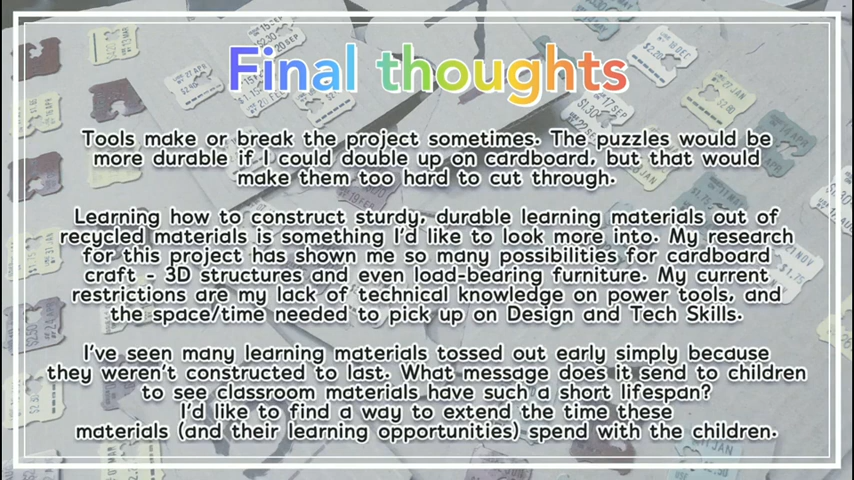 Final thoughts
Tools make or break the project sometimes. The puzzles would be
more durable if I could double up on cardboard, but that would
make them too hard to cut through.
Learning how to construct sturdy, durable learning materials out of
recycled materials is something I'd like to look more into. My research
for this project has shown me so many possibilities for cardboard
craft - 3D structures and even load-bearing furniture. My current
restrictions are my lack of technical knowledge on power tools, and
the space/time needed to pick up on Design and Tech Skills.
I've seen many learning materials tossed out early simply because
they weren't constructed to last. What message does it send to children
to see classroom materials have such a short lifespan?
I'd like to find a way to extend the time these
materials (and their learning opportunities) spend with the children.